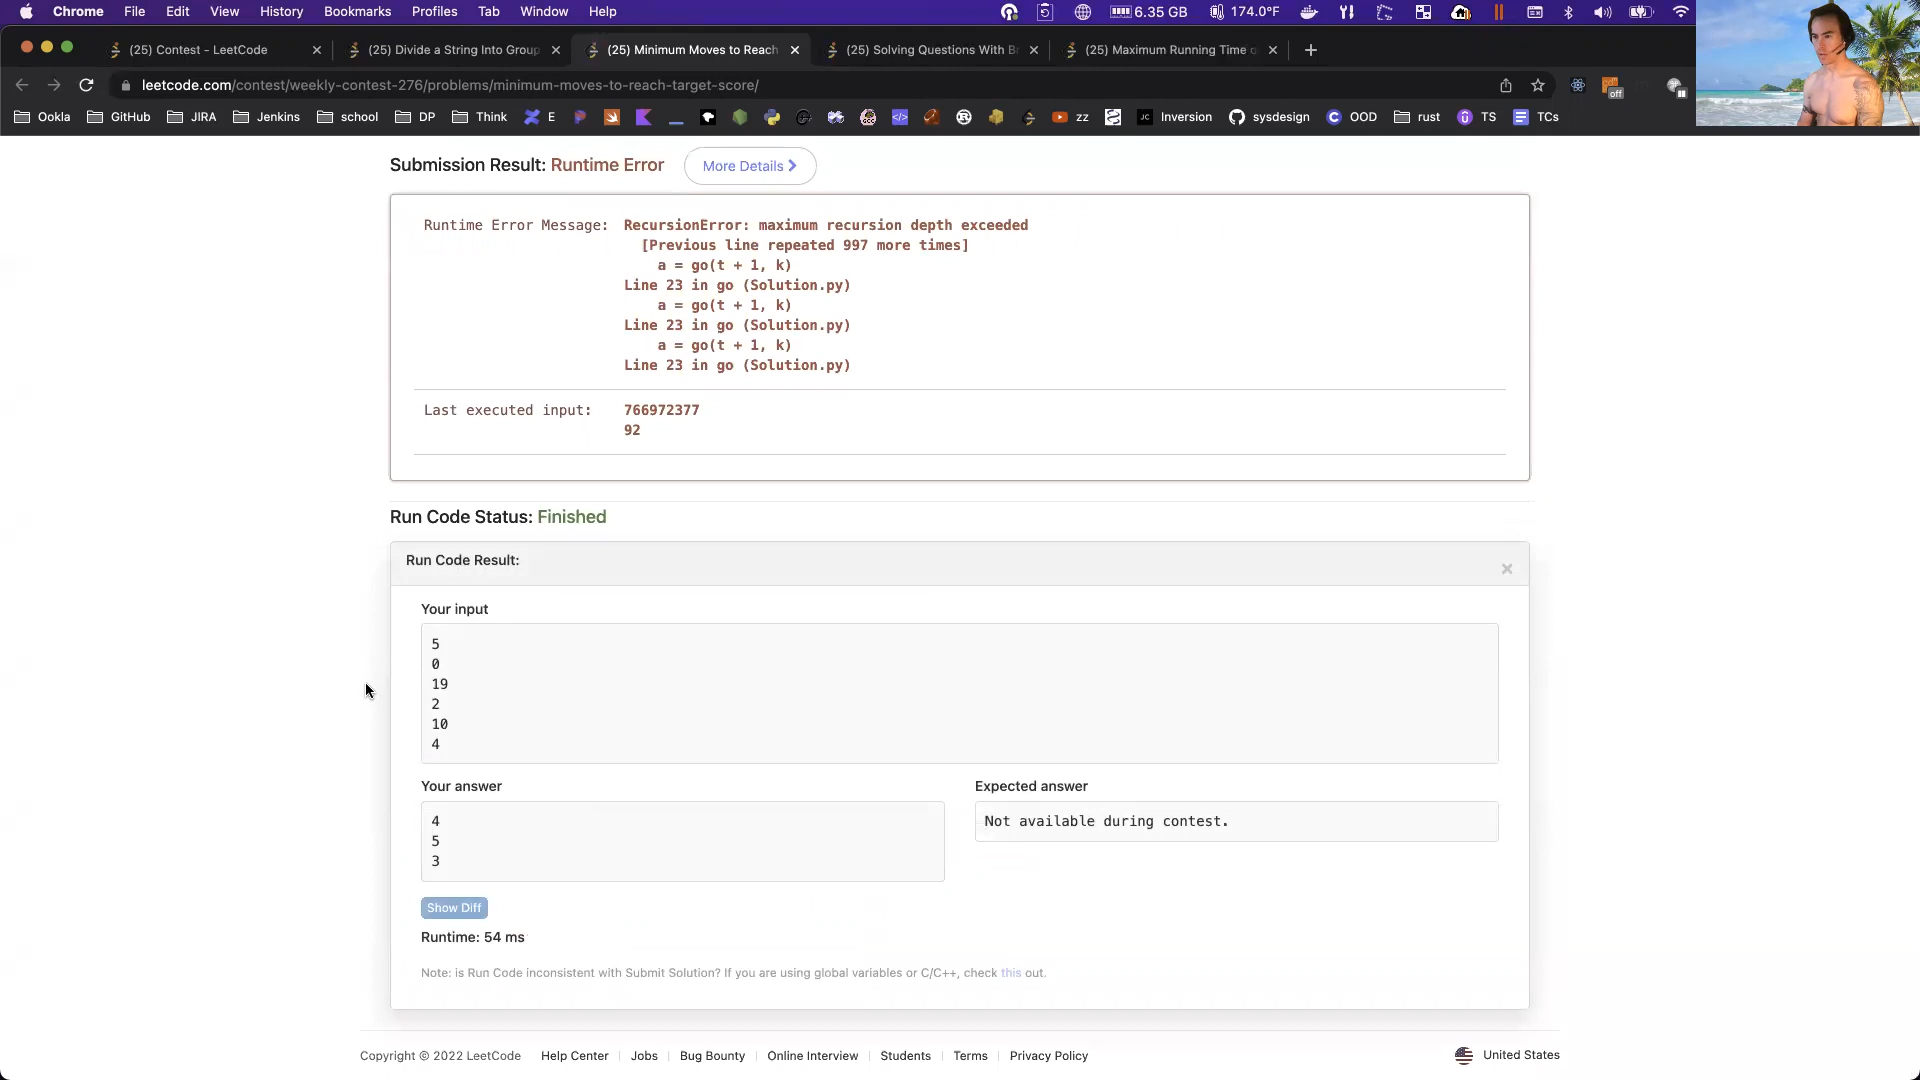 Chrome File Edit View History Bookmarks Profiles Tab Window Help 6.35 GB 174.0°F
(25) Contest - LeetCode (25) Divide a String Into Group (25) Minimum Moves to Reach (25) Solving Questions With Br (25) Maximum Running Time o
leetcode.com/contest/weekly-contest-276/problems/minimum-moves-to-reach-target-score/
off
Ookla GitHub JIRA Jenkins school DP Think E zz JC Inversion sysdesign C OOD rust TS TCs
Submission Result: Runtime Error More Details
Runtime Error Message: RecursionError: maximum recursion depth exceeded
[Previous line repeated 997 more times]
a = go(t + 1, k)
Line 23 in go (Solution.py)
a = go(t + 1, k)
Line 23 in go (Solution.py)
a = go(t + 1, k)
Line 23 in go (Solution.py)
Last executed input: 766972377
92
Run Code Status: Finished
Run Code Result:
Your input
5
0
19
2
10
4
Your answer Expected answer
4 Not available during contest.
5
3
Show Diff
Runtime: 54 ms
Note: is Run Code inconsistent with Submit Solution? If you are using global variables or C/C++, check this out.
Copyright © 2022 LeetCode Help Center Jobs Bug Bounty Online Interview Students Terms Privacy Policy United States